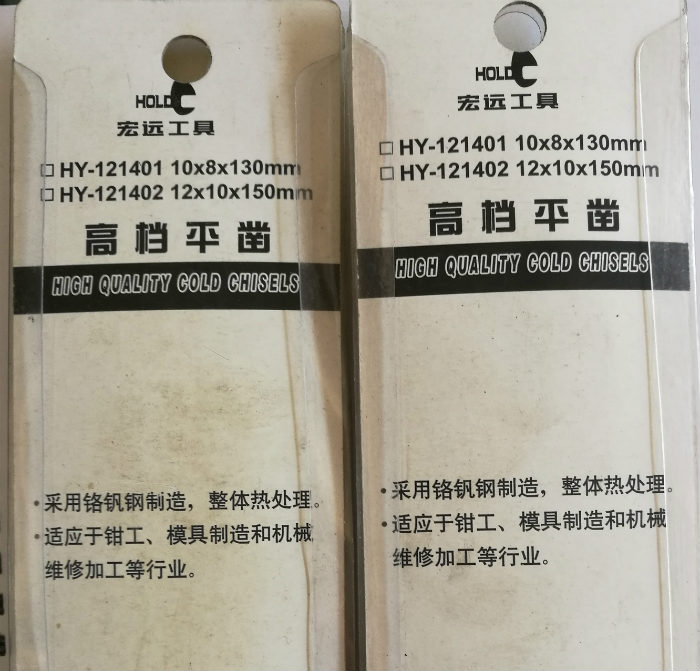 HOLD
宏远工具
□ HY-121401 10x8x130mm
□ HY-121402 12x10x150mm
高档平凿
HIGH QUALITY COLD CHISELS
·采用铬钒钢制造，整体热处理。
·适应于钳工、模具制造和机械
维修加工等行业。
HOLD
宏远工具
□ HY-121401 10x8x130mm
□ HY-121402 12x10x150mm
高档平凿
HIGH QUALITY COLD CHISELS
·采用铬钒钢制造，整体热处理。
·适应于钳工、模具制造和机械
维修加工等行业。